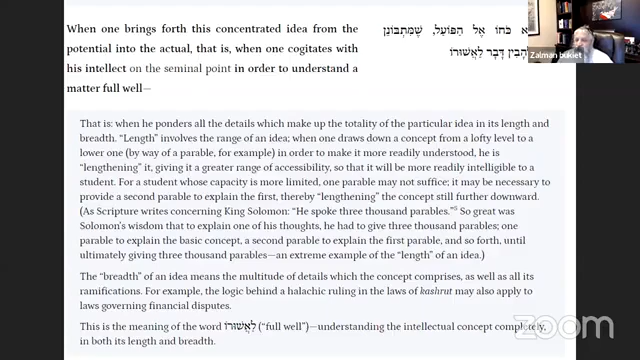 When one brings forth this concentrated idea from the
potential into the actual, that is, when one cogitates with
his intellect on the seminal point in order to understand a
matter full well—
א כֹּחוֹ אֶל הַפּוֹעַל, שֶׁמִּתְבּוֹנֵן
הָבִין דָּבָר לַאֲשׁוּרוֹ
Zalman bukiet
That is: when he ponders all the details which make up the totality of the particular idea in its length and
breadth. “Length” involves the range of an idea; when one draws down a concept from a lofty level to a
lower one (by way of a parable, for example) in order to make it more readily understood, he is
“lengthening” it, giving it a greater range of accessibility, so that it will be more readily intelligible to a
student. For a student whose capacity is more limited, one parable may not suffice; it may be necessary to
provide a second parable to explain the first, thereby “lengthening” the concept still further downward.
(As Scripture writes concerning King Solomon: “He spoke three thousand parables.”⁵ So great was
Solomon’s wisdom that to explain one of his thoughts, he had to give three thousand parables; one
parable to explain the basic concept, a second parable to explain the first parable, and so forth, until
ultimately giving three thousand parables—an extreme example of the “length” of an idea.)
The “breadth” of an idea means the multitude of details which the concept comprises, as well as all its
ramifications. For example, the logic behind a halachic ruling in the laws of kashrut may also apply to
laws governing financial disputes.
This is the meaning of the word לַאֲשׁוּרוֹ (“full well”)—understanding the intellectual concept completely,
in both its length and breadth.
zoom